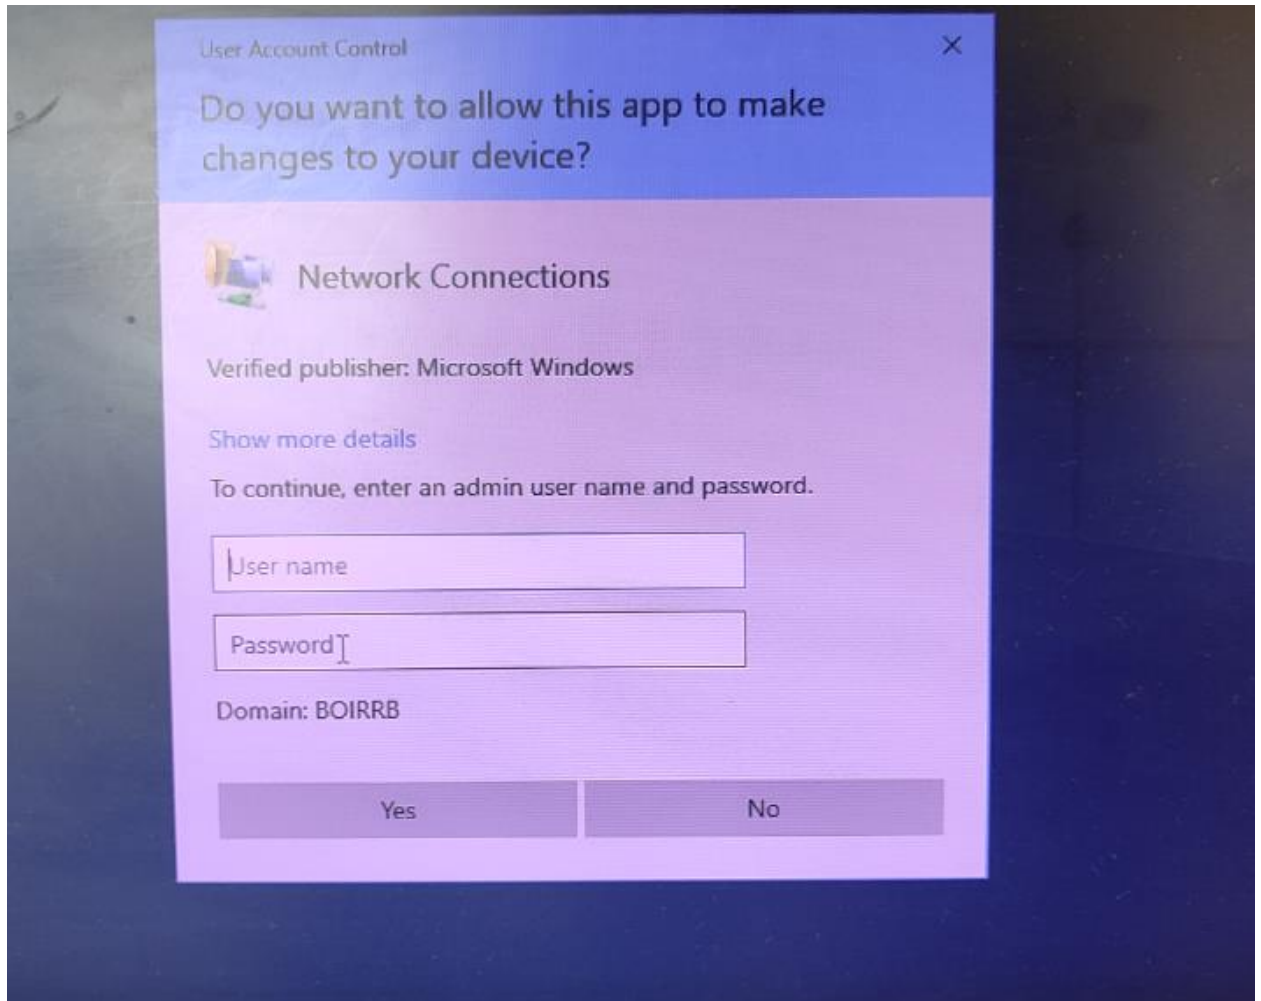 User Account Control
Do you want to allow this app to make
changes to your device?
Network Connections
Verified publisher: Microsoft Windows
Show more details
To continue, enter an admin user name and password.
User name
Password
Domain: BOIRRB
Yes
No